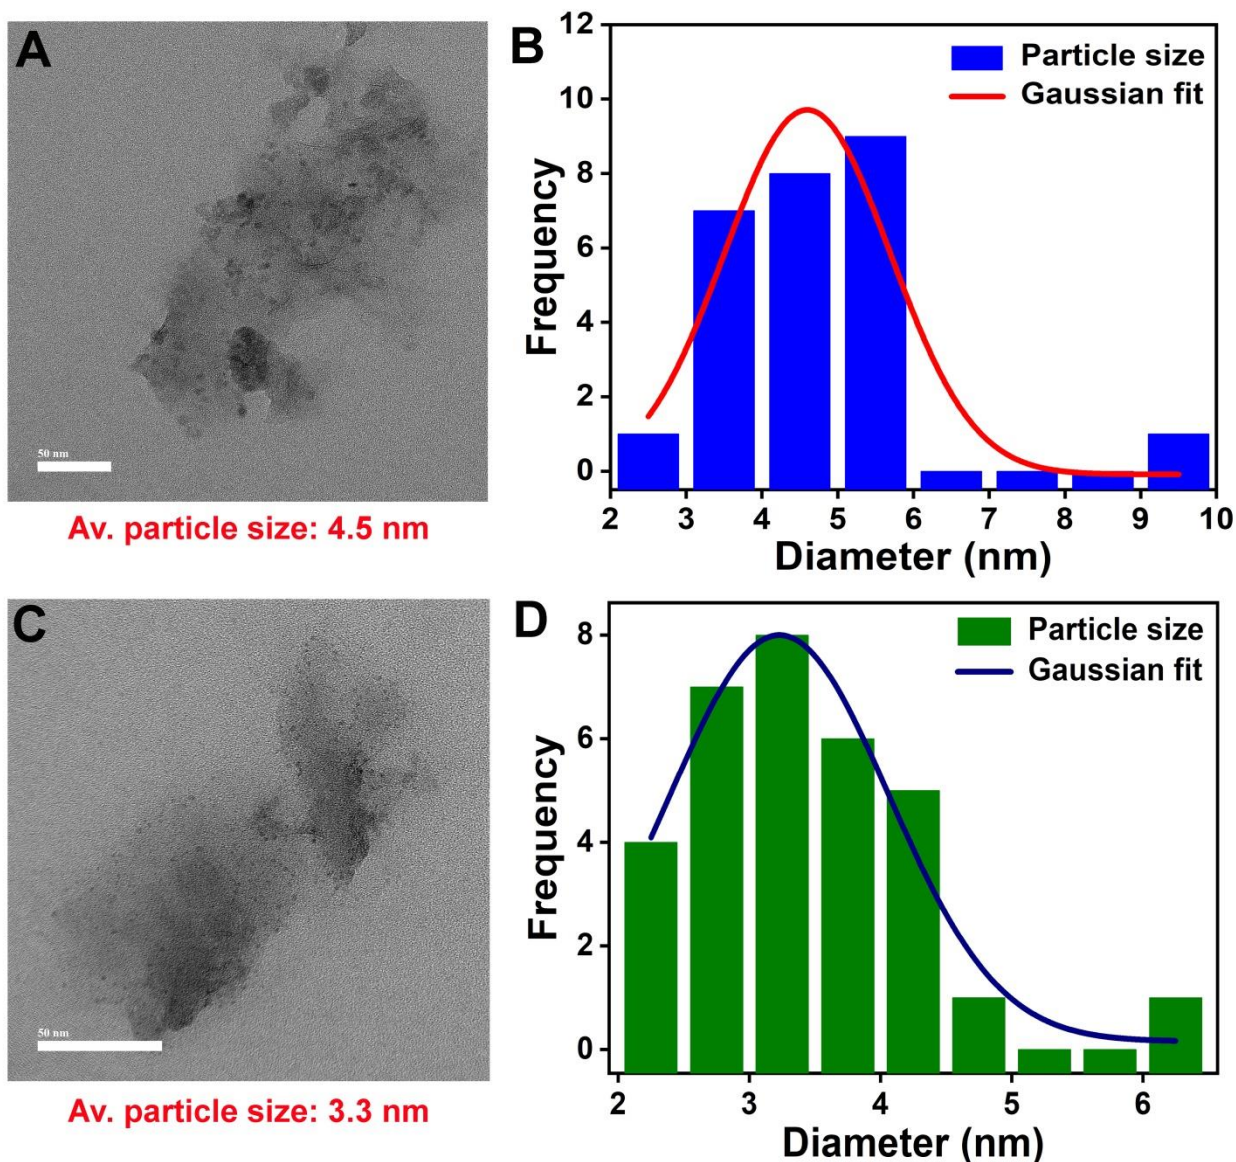 A
50 nm
Av. particle size: 4.5 nm
B
Particle size
Gaussian fit
12
10
8
6
4
2
0
Frequency
2 3 4 5 6 7 8 9 10
Diameter (nm)
C
50 nm
Av. particle size: 3.3 nm
D
Particle size
Gaussian fit
8
6
4
2
0
Frequency
2 3 4 5 6
Diameter (nm)